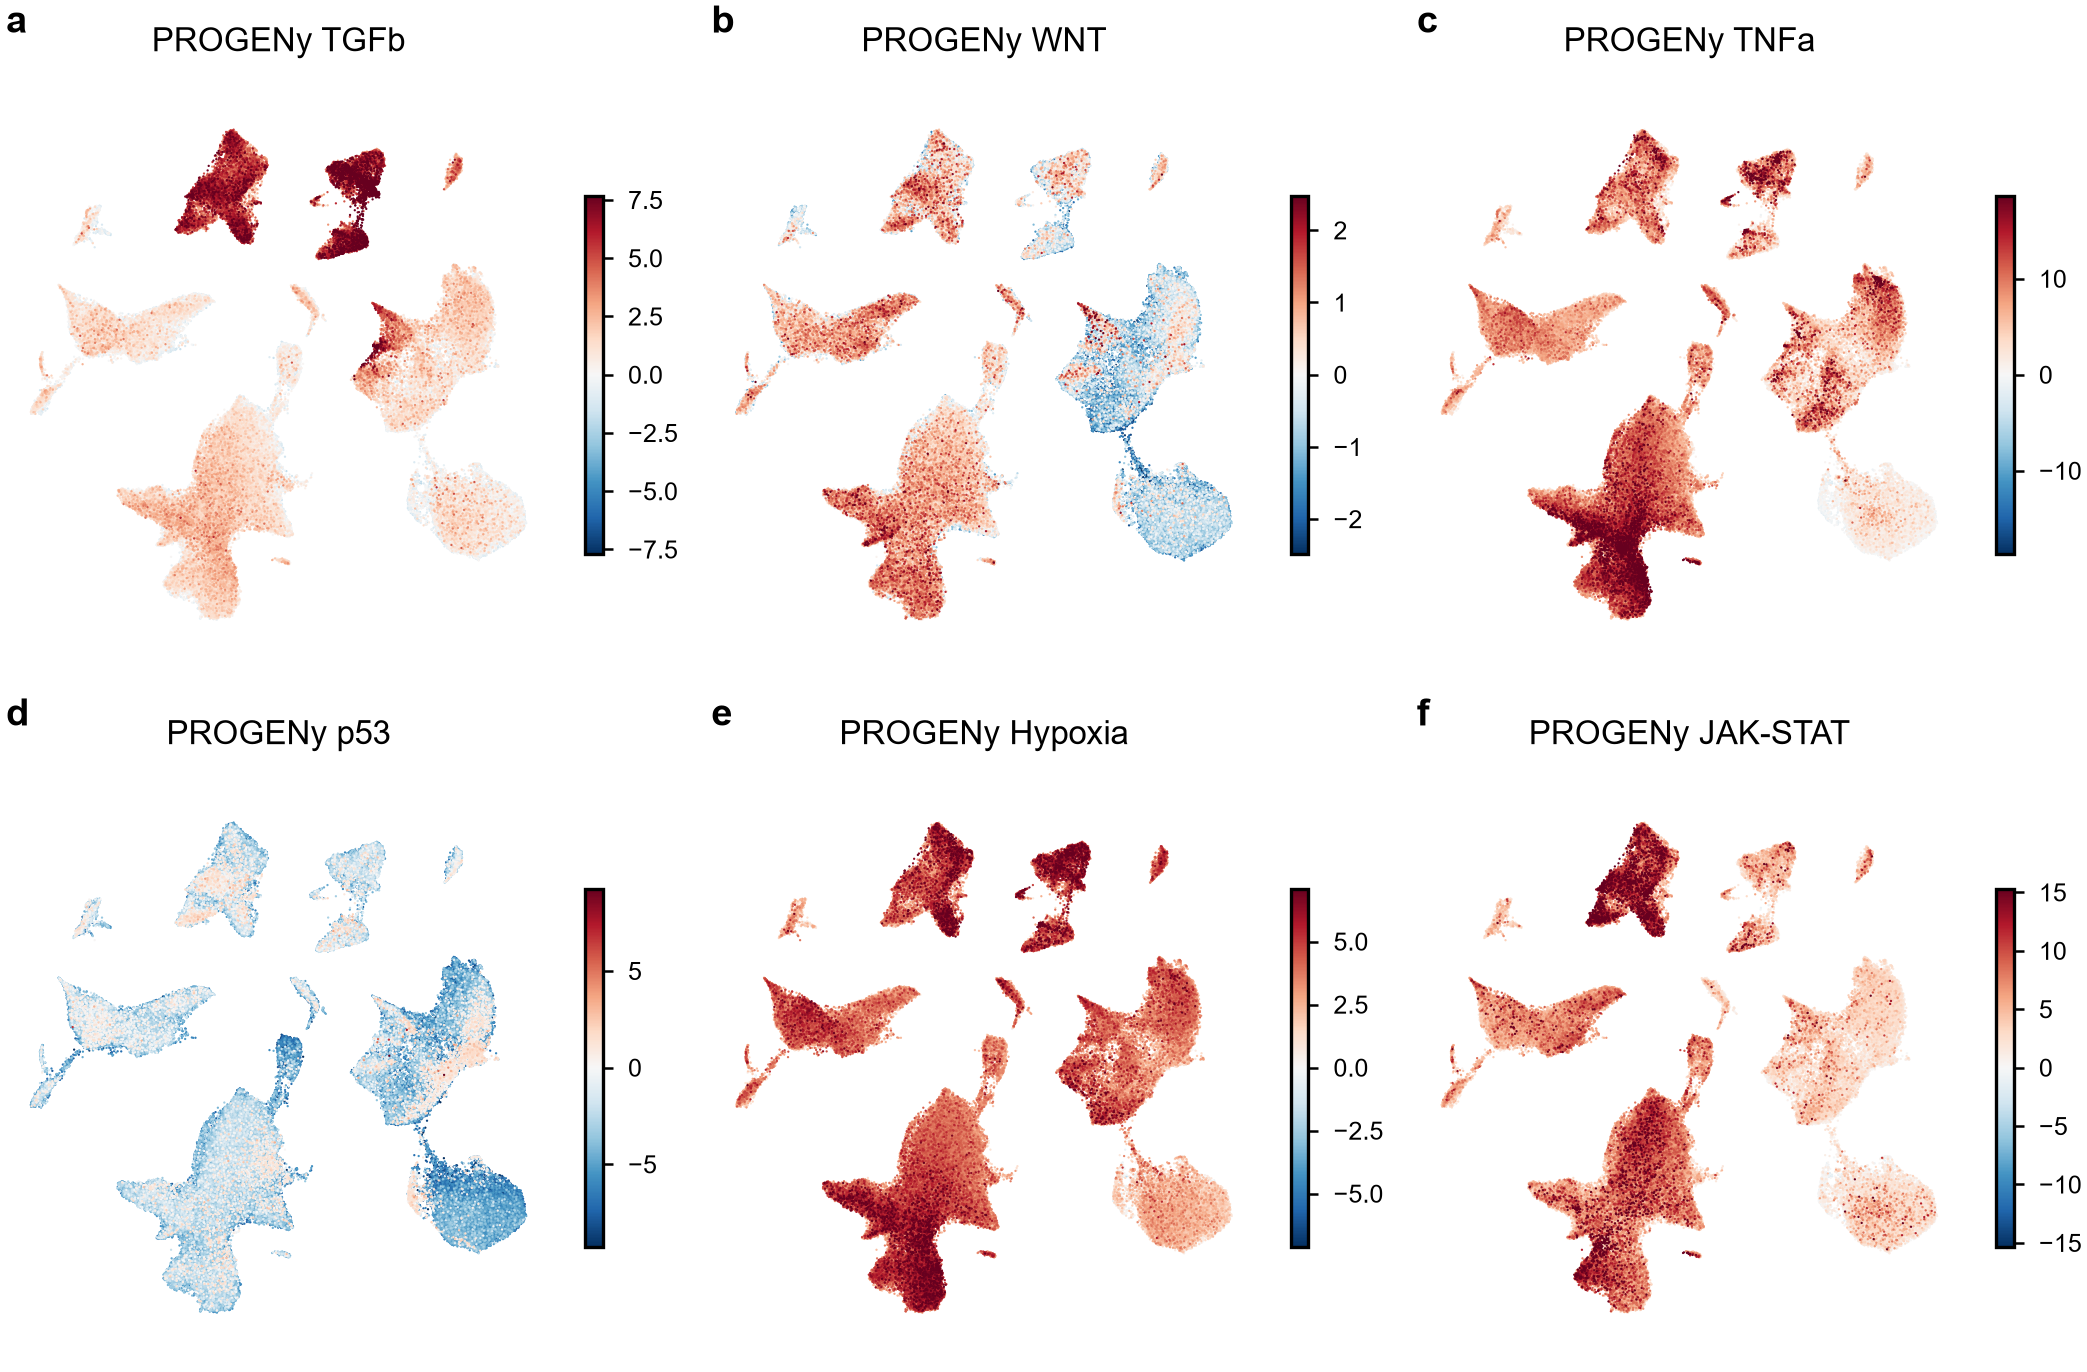 a
PROGENy TGFb
7.5
5.0
2.5
0.0
−2.5
−5.0
−7.5
b
PROGENy WNT
2
1
0
−1
−2
c
PROGENy TNFa
10
0
−10
d
PROGENy p53
5
0
−5
e
PROGENy Hypoxia
5.0
2.5
0.0
−2.5
−5.0
f
PROGENy JAK-STAT
15
10
5
0
−5
−10
−15